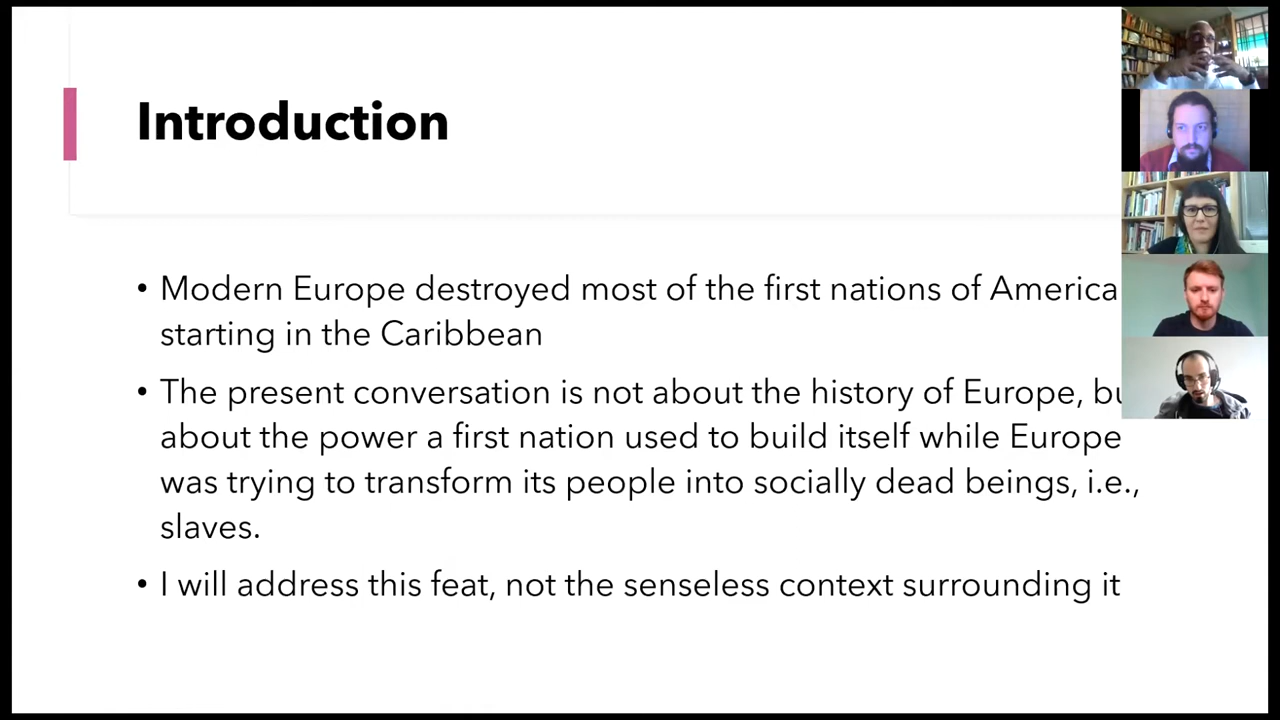 Introduction
• Modern Europe destroyed most of the first nations of America
starting in the Caribbean
• The present conversation is not about the history of Europe,
about the power a first nation used to build itself while Europe
was trying to transform its people into socially dead beings, i.e.,
slaves.
• I will address this feat, not the senseless context surrounding it